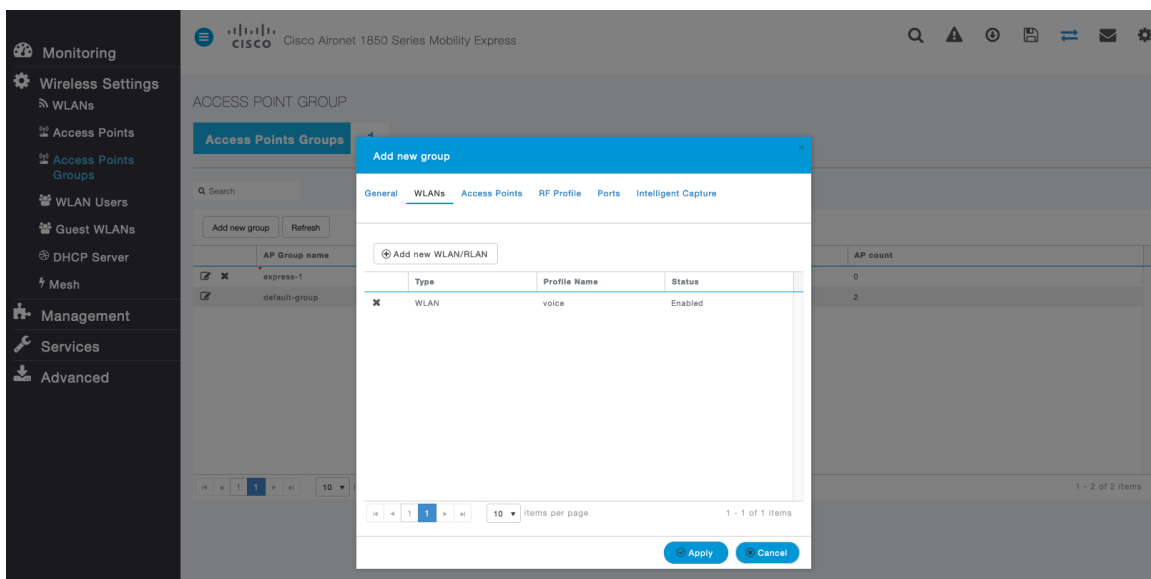 Monitoring
Wireless Settings
WLANs
Access Points
Access Points
Groups
WLAN Users
Guest WLANs
DHCP Server
Mesh
Management
Services
Advanced
CISCO Cisco Aironet 1850 Series Mobility Express
ACCESS POINT GROUP
Access Points Groups
Search
Add new group Refresh
AP Group name AP count
express-1 0
default-group 2
1 1 10
1 - 2 of 2 items
Add new group
General WLANs Access Points RF Profile Ports Intelligent Capture
Add new WLAN/RLAN
Type Profile Name Status
WLAN voice Enabled
1 1 10 items per page 1 - 1 of 1 items
Apply Cancel